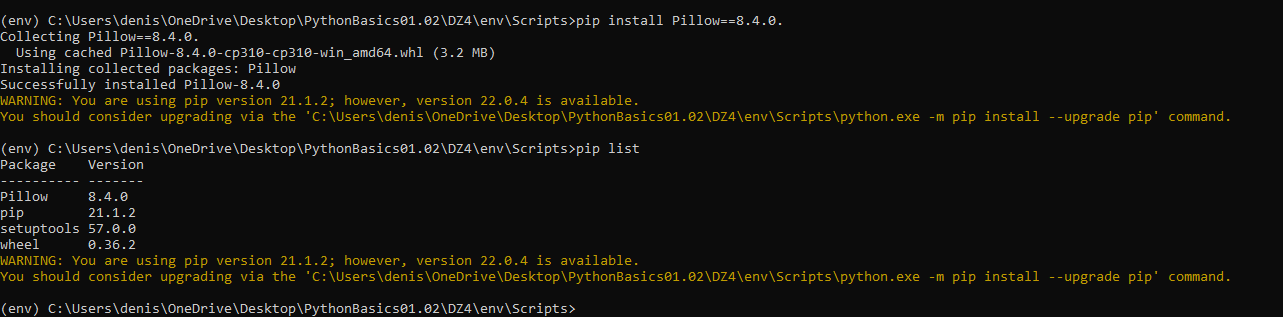 (env) C:\Users\denis\OneDrive\Desktop\PythonBasics01.02\DZ4\env\Scripts>pip install Pillow==8.4.0.
Collecting Pillow==8.4.0.
  Using cached Pillow-8.4.0-cp310-cp310-win_amd64.whl (3.2 MB)
Installing collected packages: Pillow
Successfully installed Pillow-8.4.0
WARNING: You are using pip version 21.1.2; however, version 22.0.4 is available.
You should consider upgrading via the 'C:\Users\denis\OneDrive\Desktop\PythonBasics01.02\DZ4\env\Scripts\python.exe -m pip install --upgrade pip' command.
(env) C:\Users\denis\OneDrive\Desktop\PythonBasics01.02\DZ4\env\Scripts>pip list
Package    Version
---------- -------
Pillow     8.4.0
pip        21.1.2
setuptools 57.0.0
wheel      0.36.2
WARNING: You are using pip version 21.1.2; however, version 22.0.4 is available.
You should consider upgrading via the 'C:\Users\denis\OneDrive\Desktop\PythonBasics01.02\DZ4\env\Scripts\python.exe -m pip install --upgrade pip' command.
(env) C:\Users\denis\OneDrive\Desktop\PythonBasics01.02\DZ4\env\Scripts>